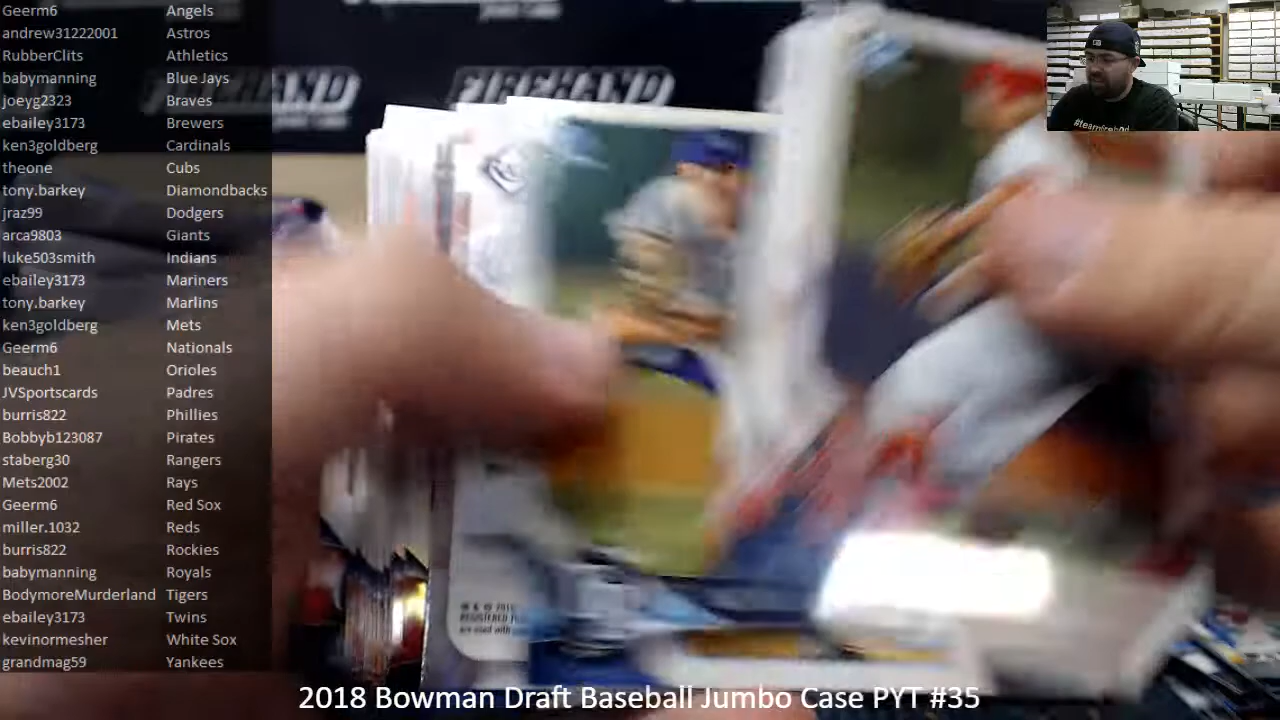 Geerm6 Angels
andrew31222001 Astros
RubberClits Athletics
babymanning Blue Jays
joeyg2323 Braves
ebailey3173 Brewers
ken3goldberg Cardinals
theone Cubs
tony.barkey Diamondbacks
jraz99 Dodgers
arca9803 Giants
luke503smith Indians
ebailey3173 Mariners
tony.barkey Marlins
ken3goldberg Mets
Geerm6 Nationals
beauch1 Orioles
JVSportscards Padres
burris822 Phillies
Bobbyb123087 Pirates
staberg30 Rangers
Mets2002 Rays
Geerm6 Red Sox
miller.1032 Reds
burris822 Rockies
babymanning Royals
BodymoreMurderland Tigers
ebailey3173 Twins
kevinormesher White Sox
grandmag59 Yankees
FIREHAND FIREHAND
2018 Bowman Draft Baseball Jumbo Case PYT #35